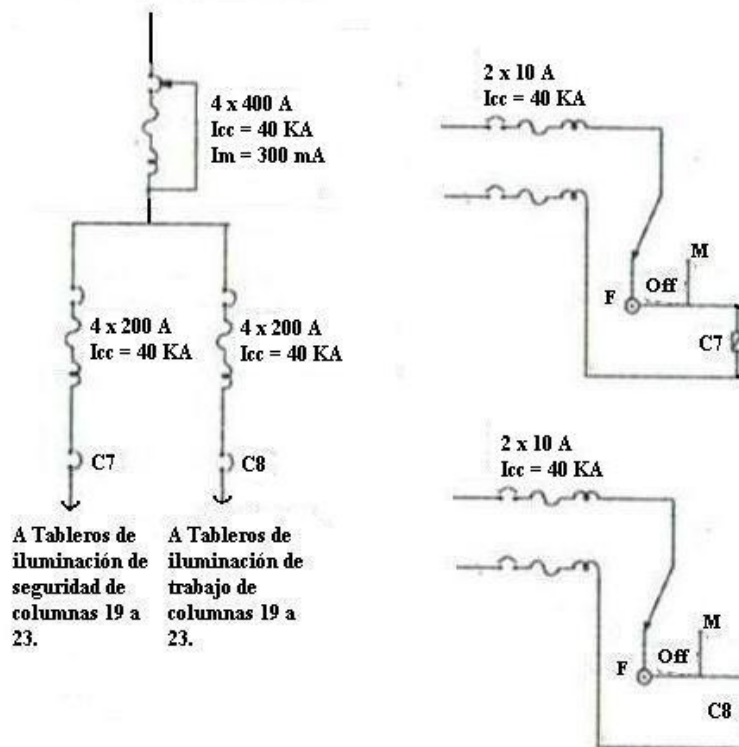 4 x 400 A
Icc = 40 KA
Im = 300 mA
4 x 200 A
Icc = 40 KA
4 x 200 A
Icc = 40 KA
C7
C8
A Tableros de
iluminación de
seguridad de
columnas 19 a
23.
A Tableros de
iluminación de
trabajo de
columnas 19 a
23.
2 x 10 A
Icc = 40 KA
M
Off
F
C7
2 x 10 A
Icc = 40 KA
M
Off
F
C8